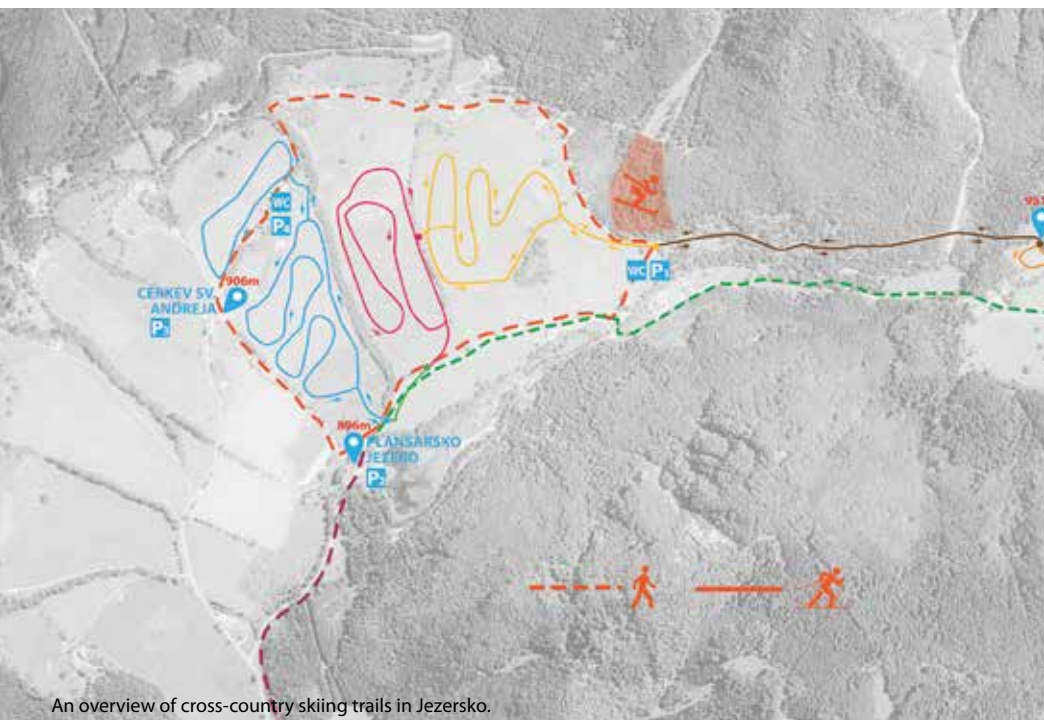 951
WC
P4
906m
CERKEV SV.
ANDREJA
P3
WC P1
896m
PLANŠARSKO
JEZERO
P2
An overview of cross-country skiing trails in Jezersko.